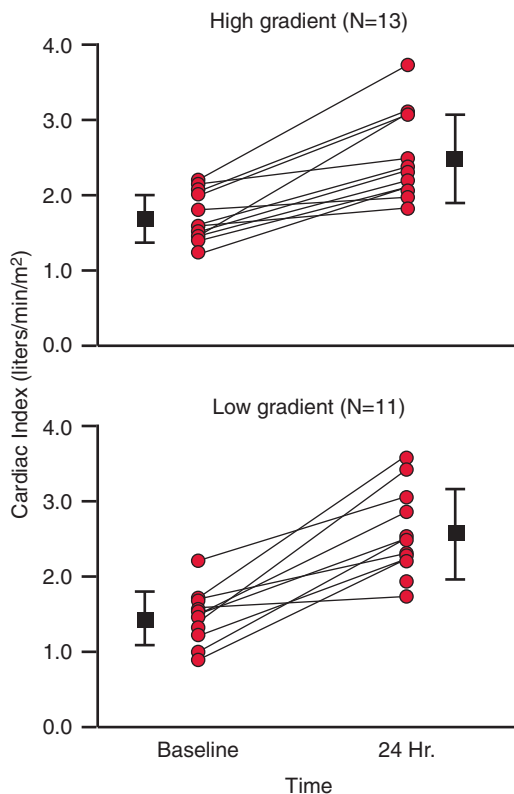 High gradient (N=13)
4.0
3.0
2.0
1.0
0.0
Cardiac Index (liters/min/m²)
Low gradient (N=11)
4.0
3.0
2.0
1.0
0.0
Baseline 24 Hr.
Time